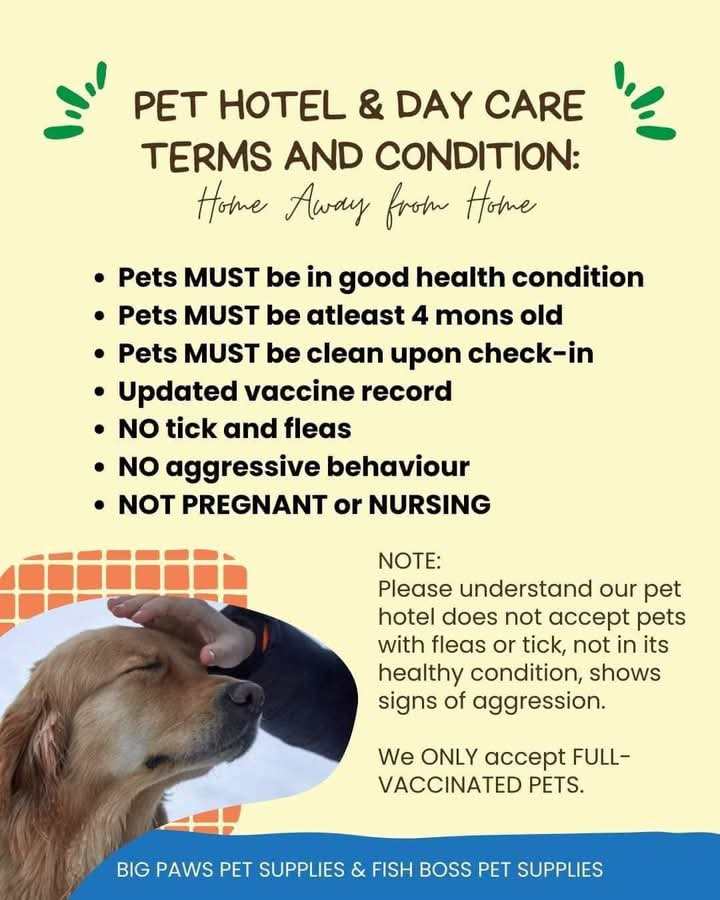 PET HOTEL & DAY CARE
TERMS AND CONDITION:
Home Away from Home
• Pets MUST be in good health condition
• Pets MUST be atleast 4 mons old
• Pets MUST be clean upon check-in
• Updated vaccine record
• NO tick and fleas
• NO aggressive behaviour
• NOT PREGNANT or NURSING
NOTE:
Please understand our pet
hotel does not accept pets
with fleas or tick, not in its
healthy condition, shows
signs of aggression.
We ONLY accept FULL-
VACCINATED PETS.
BIG PAWS PET SUPPLIES & FISH BOSS PET SUPPLIES